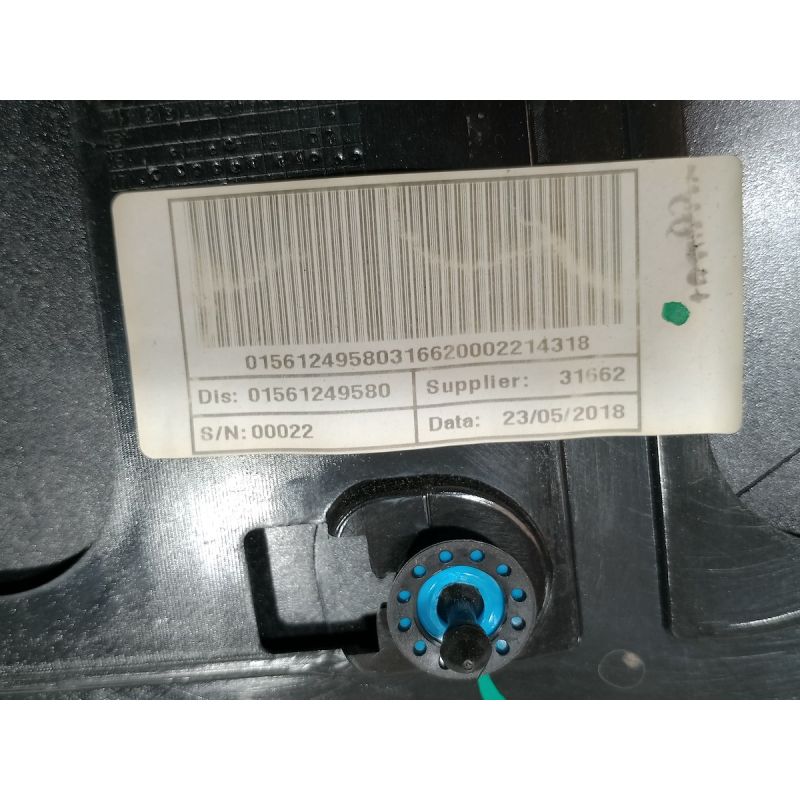 01561249580316620002214318
Dis: 01561249580
Supplier: 31662
S/N: 00022
Data: 23/05/2018